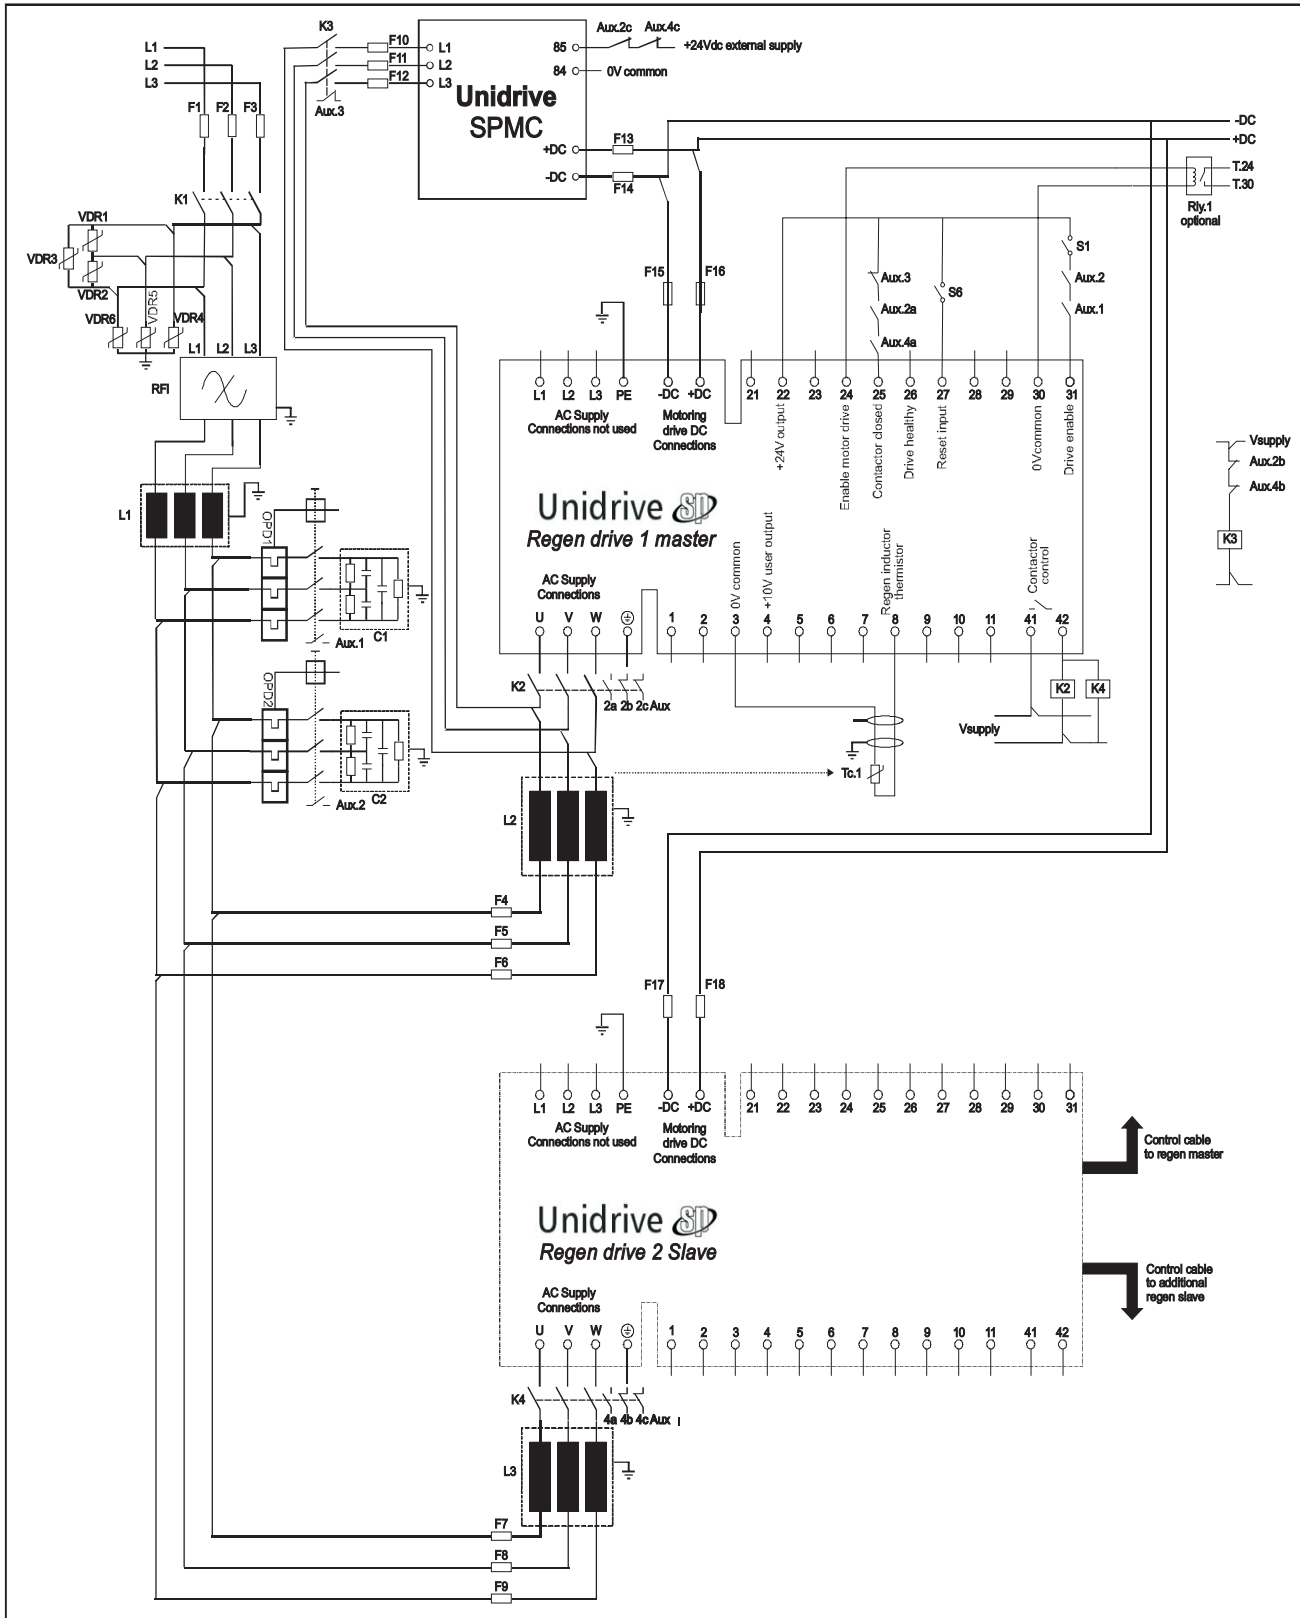 L1
L2
L3
F1 F2 F3
K1
VDR1
VDR3
VDR2
VDR6
VDR5
VDR4
L1 L2 L3
RFI
L1
OPD1
Aux.1
C1
OPD2
Aux.2
C2
K3
F10
F11
F12
Aux.3
L1
L2
L3
Unidrive
SPMC
85
84
+DC
-DC
Aux.2c Aux.4c
+24Vdc external supply
0V common
F13
F14
-DC
+DC
T.24
T.30
Rly.1
optional
F15 F16
Aux.3
Aux.2a
Aux.4a
S6
S1
Aux.2
Aux.1
L1 L2 L3 PE -DC +DC
21 22 23 24 25 26 27 28 29 30 31
AC Supply
Connections not used
Motoring
drive DC
Connections
+24V output
Enable motor drive
Contactor closed
Drive healthy
Reset input
0Vcommon
Drive enable
Unidrive SP
Regen drive 1 master
AC Supply
Connections
U V W
0V common
+10V user output
Regen inductor
thermistor
Contactor
control
1 2 3 4 5 6 7 8 9 10 11 41 42
K2
2a 2b 2c Aux
K2 K4
Vsupply
Tc.1
Vsupply
Aux.2b
Aux.4b
K3
L2
F4
F5
F6
F17 F18
L1 L2 L3 PE -DC +DC
21 22 23 24 25 26 27 28 29 30 31
AC Supply
Connections not used
Motoring
drive DC
Connections
Control cable
to regen master
Unidrive SP
Regen drive 2 Slave
Control cable
to additional
regen slave
AC Supply
Connections
U V W
1 2 3 4 5 6 7 8 9 10 11 41 42
K4
4a 4b 4c Aux
L3
F7
F8
F9